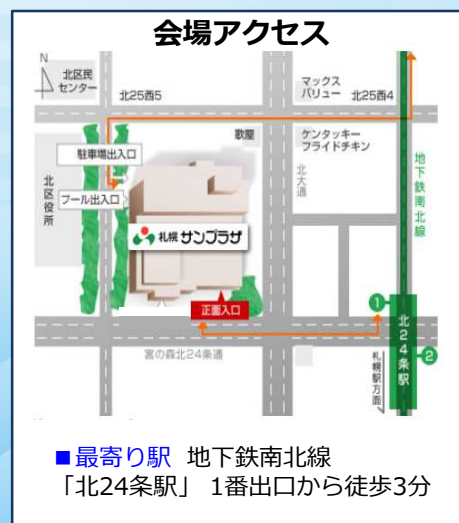 会場アクセス
N
北区民
センター
北25西5
マックス
バリュー
北25西4
歌屋
ケンタッキー
フライドチキン
駐車場出入口
北区役所
プール出入口
北大通
地下鉄南北線
札幌 サンプラザ
正面入口
1
北24条駅
2
宮の森北24条通
札幌駅方面
■最寄り駅 地下鉄南北線
「北24条駅」 1番出口から徒歩3分